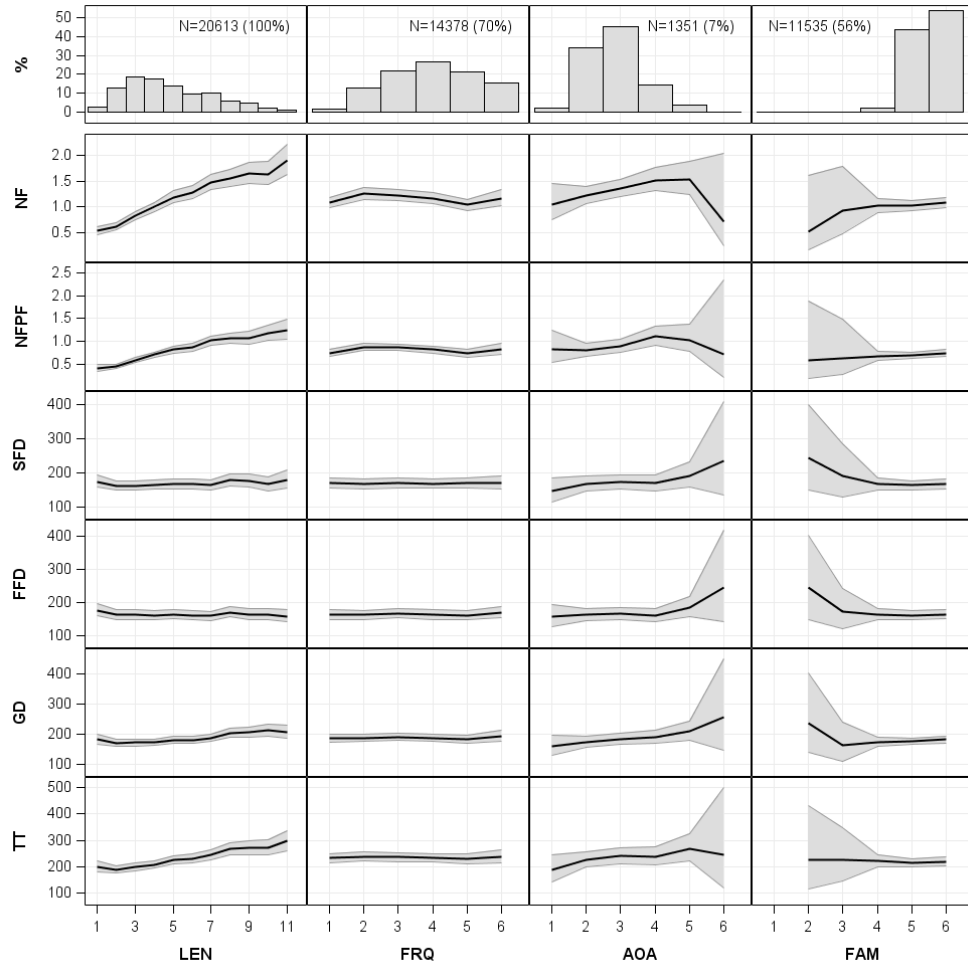 N=20613 (100%)
N=14378 (70%)
N=1351 (7%)
N=11535 (56%)
%
50
40
30
20
10
0
NF
2.0
1.5
1.0
0.5
NFPF
2.5
2.0
1.5
1.0
0.5
SFD
400
300
200
100
FFD
400
300
200
100
GD
400
300
200
100
TT
500
400
300
200
100
1 3 5 7 9 11
1 2 3 4 5 6
1 2 3 4 5 6
1 2 3 4 5 6
LEN
FRQ
AOA
FAM